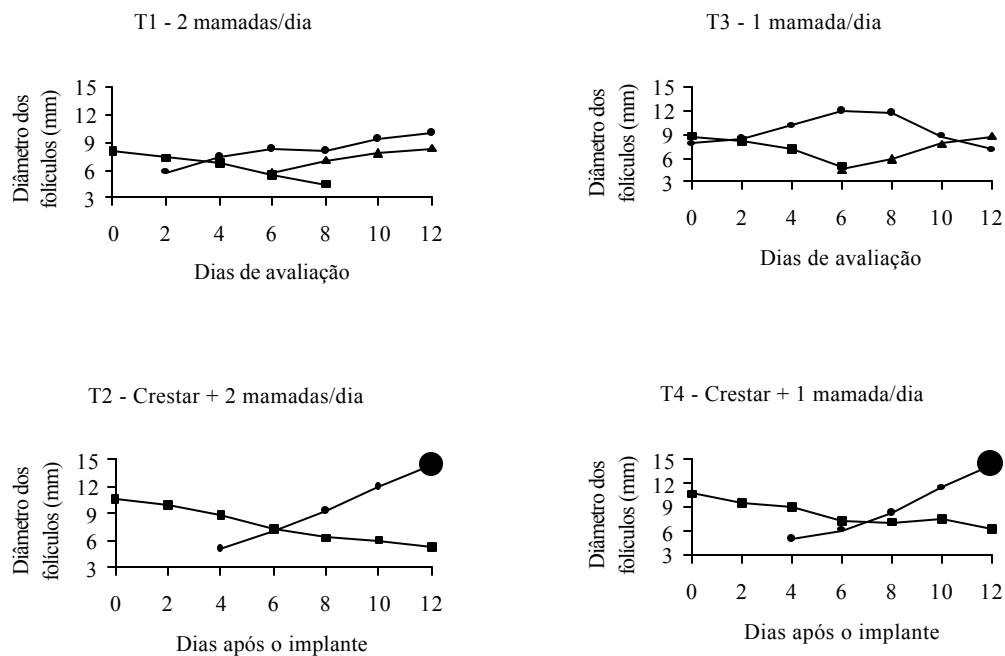 T1 - 2 mamadas/dia
Diâmetro dos
folículos (mm)
15
12
9
6
3
0 2 4 6 8 10 12
Dias de avaliação
T3 - 1 mamada/dia
Diâmetro dos
folículos (mm)
15
12
9
6
3
0 2 4 6 8 10 12
Dias de avaliação
T2 - Crestar + 2 mamadas/dia
Diâmetro dos
folículos (mm)
15
12
9
6
3
0 2 4 6 8 10 12
Dias após o implante
T4 - Crestar + 1 mamada/dia
Diâmetro dos
folículos (mm)
15
12
9
6
3
0 2 4 6 8 10 12
Dias após o implante